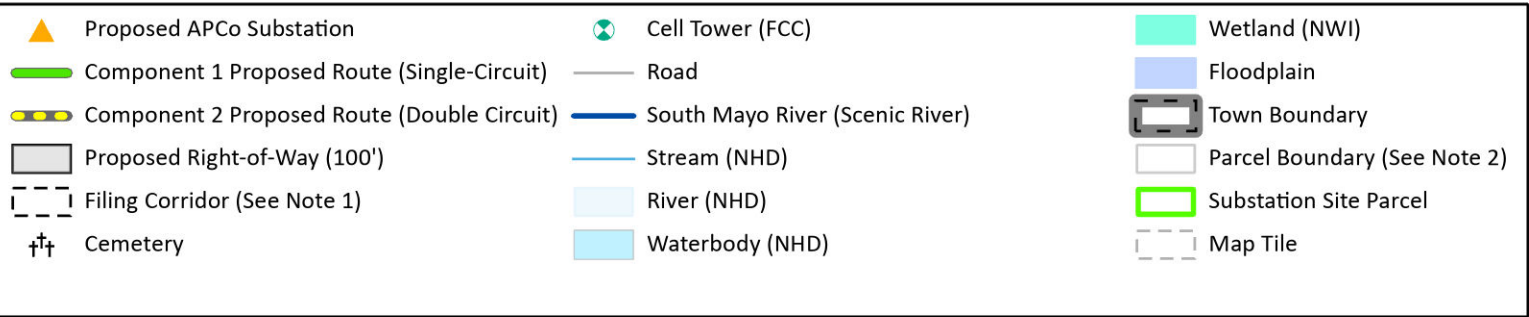 Proposed APCo Substation
Component 1 Proposed Route (Single-Circuit)
Component 2 Proposed Route (Double Circuit)
Proposed Right-of-Way (100')
Filing Corridor (See Note 1)
Cemetery
Cell Tower (FCC)
Road
South Mayo River (Scenic River)
Stream (NHD)
River (NHD)
Waterbody (NHD)
Wetland (NWI)
Floodplain
Town Boundary
Parcel Boundary (See Note 2)
Substation Site Parcel
Map Tile